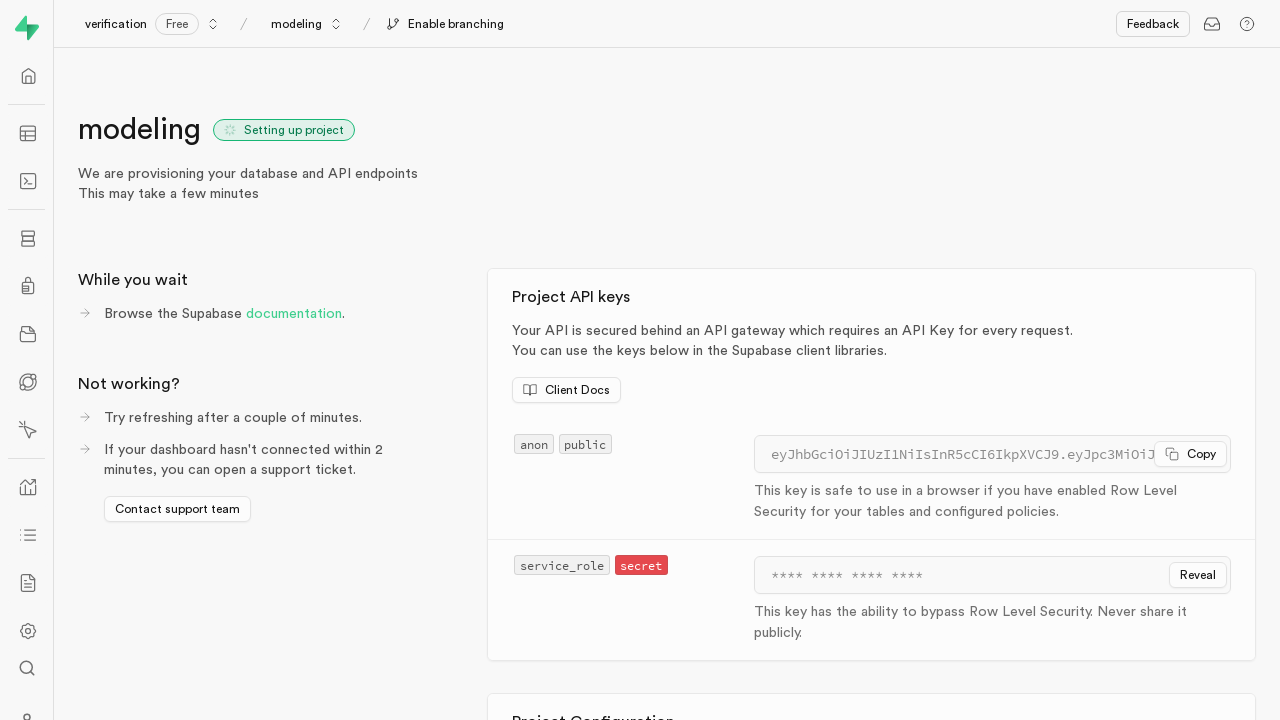 verification
Free
/
modeling
/
Enable branching
Feedback
modeling
Setting up project
We are provisioning your database and API endpoints
This may take a few minutes
While you wait
Browse the Supabase documentation.
Not working?
Try refreshing after a couple of minutes.
If your dashboard hasn't connected within 2
minutes, you can open a support ticket.
Contact support team
Project API keys
Your API is secured behind an API gateway which requires an API Key for every request.
You can use the keys below in the Supabase client libraries.
Client Docs
anon public
eyJhbGciOiJIUzI1NiIsInR5cCI6IkpXVCJ9.eyJpc3MiOiJ
Copy
This key is safe to use in a browser if you have enabled Row Level
Security for your tables and configured policies.
service_role secret
**** **** **** ****
Reveal
This key has the ability to bypass Row Level Security. Never share it
publicly.
Project Configuration